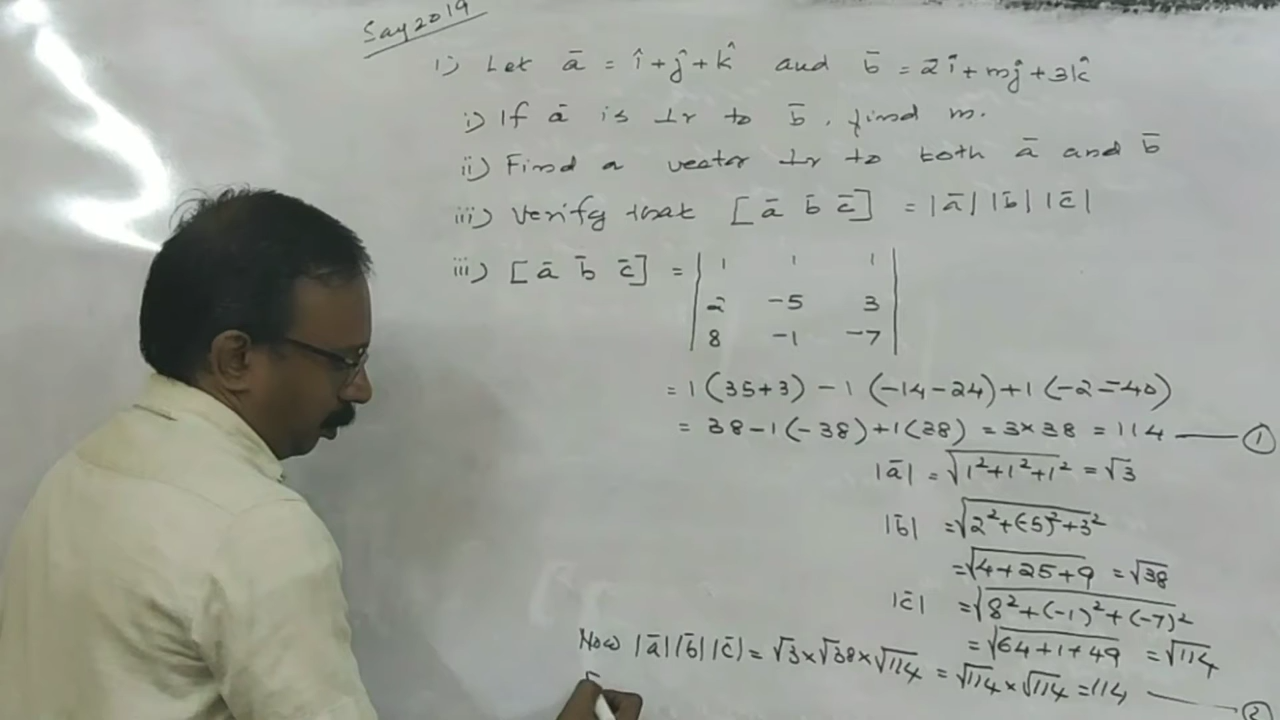 Say 2019
1) Let a̅ = î+ĵ+k̂ and b̅ = 2î+mĵ+3k̂
i) If a̅ is ⊥r to b̅, find m.
ii) Find a vector ⊥r to both a̅ and b̅
iii) Verify that [a̅ b̅ c̅] = |a̅| |b̅| |c̅|
iii) [a̅ b̅ c̅] = | 1 1 1 |
| 2 -5 3 |
| 8 -1 -7 |
= 1(35+3) - 1(-14-24)+1(-2=40)
= 38-1(-38)+1(38) = 3×38 = 114 —— ①
|a̅| = √(1²+1²+1²) = √3
|b̅| = √(2²+(-5)²+3²)
= √(4+25+9) = √38
|c̅| = √(8²+(-1)²+(-7)²)
= √(64+1+49) = √114
Now |a̅||b̅||c̅| = √3×√38×√114 = √114×√114 = 114 —— ②